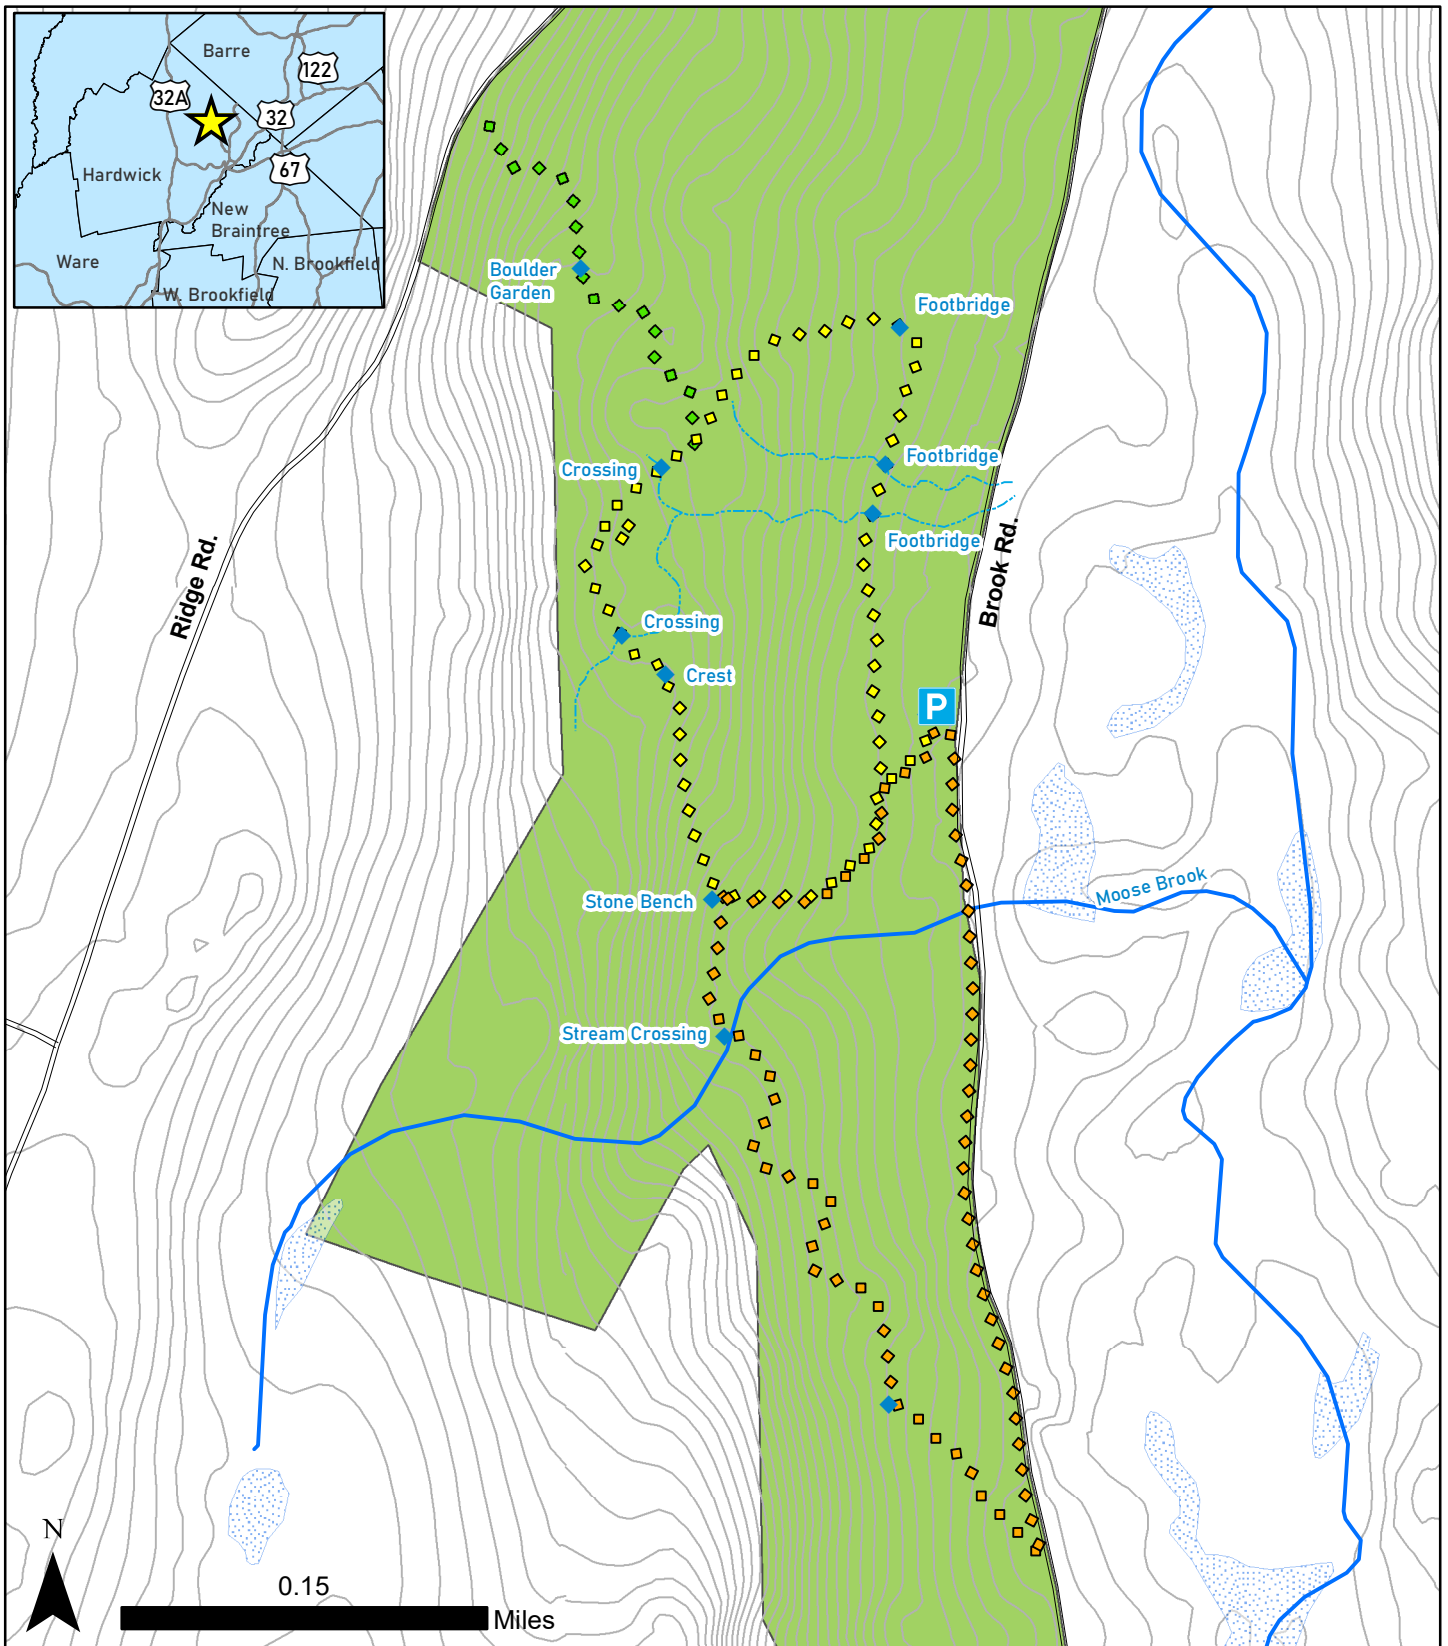 Barre
122
32A
32
67
Hardwick
New
Braintree
Ware
N. Brookfield
W. Brookfield
Boulder
Garden
Footbridge
Footbridge
Crossing
Footbridge
Ridge Rd.
Brook Rd.
Crossing
Crest
P
Moose Brook
Stone Bench
Stream Crossing
N
0.15
Miles